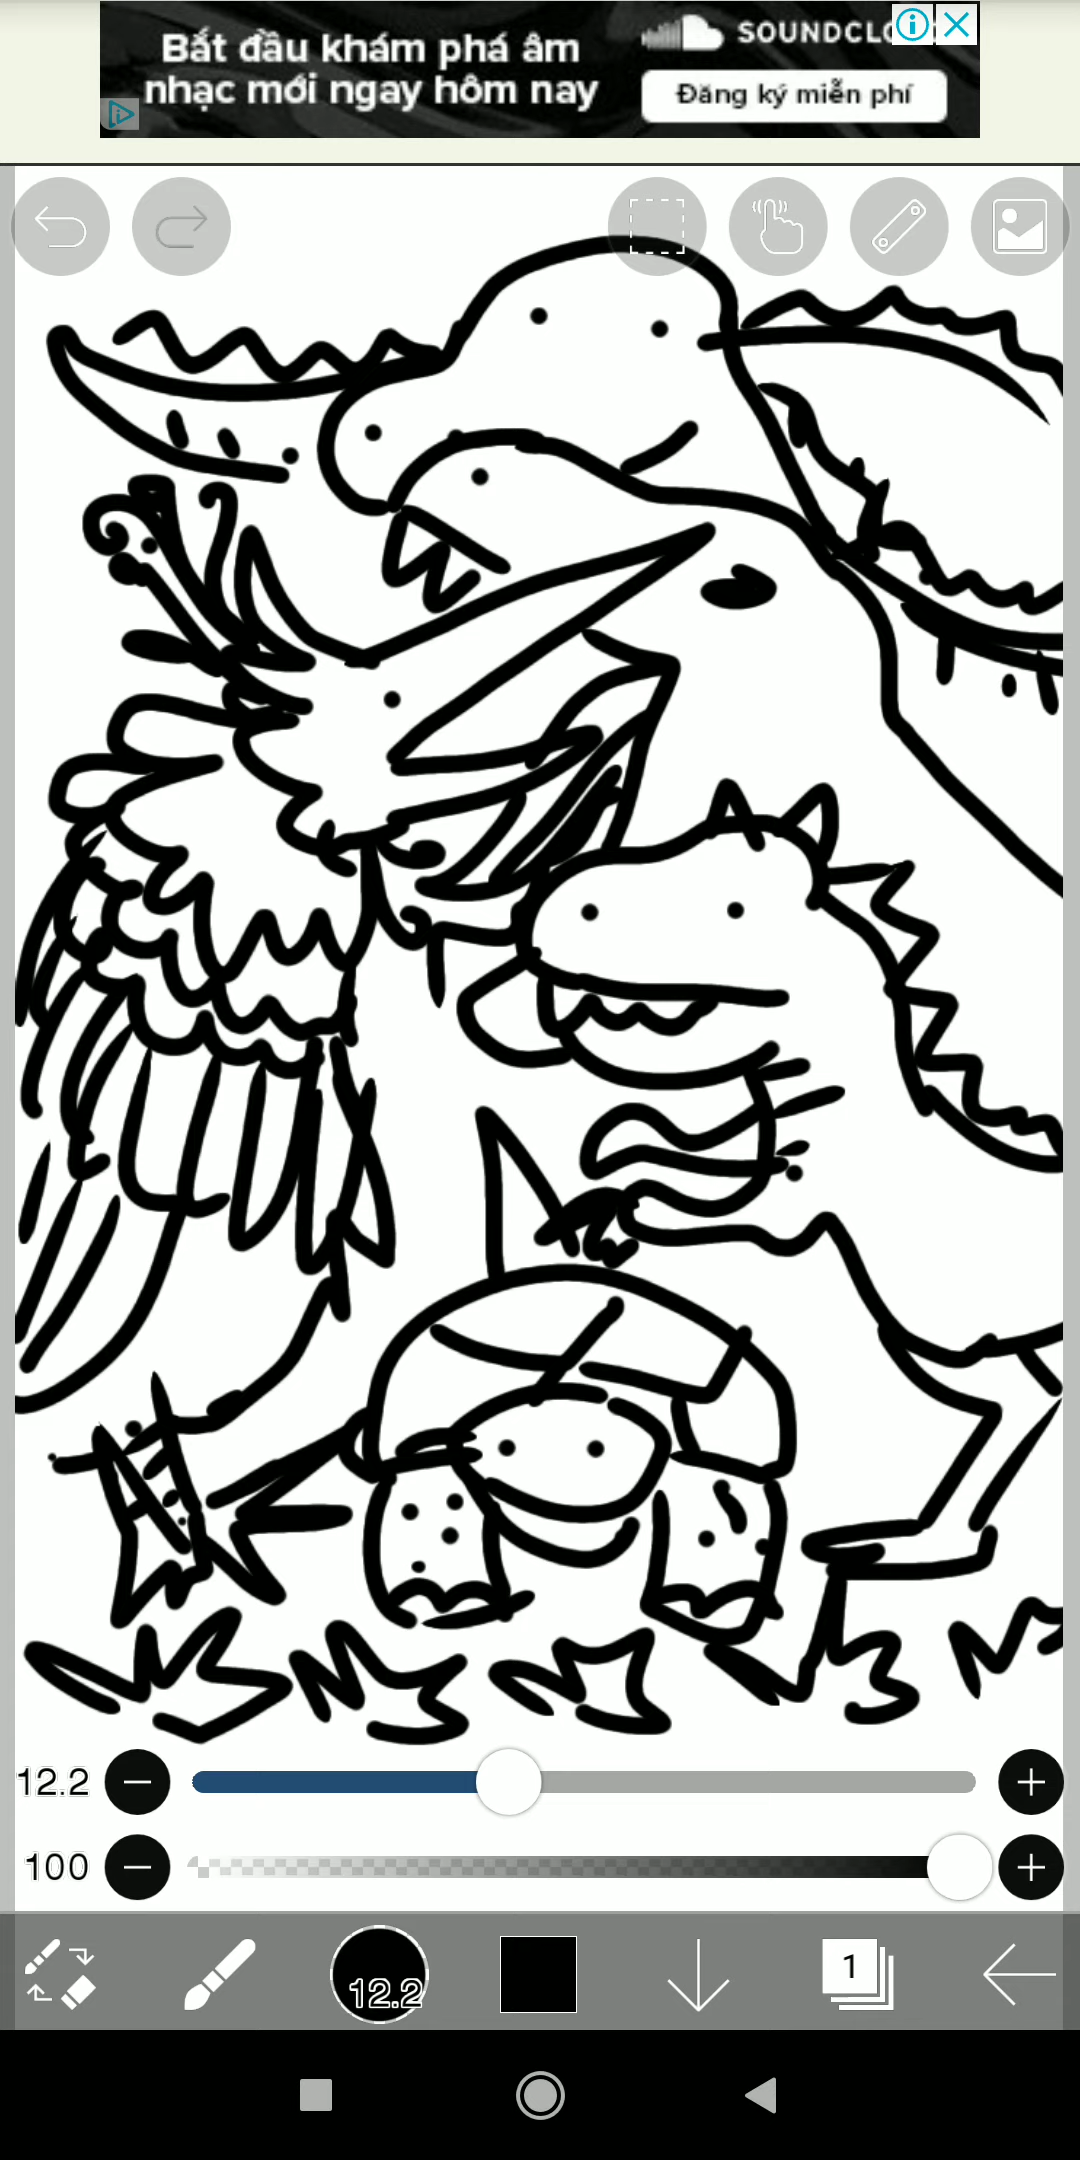 Bắt đầu khám phá âm
nhạc mới ngay hôm nay
Đăng ký miễn phí
12.2
100
12.2
1